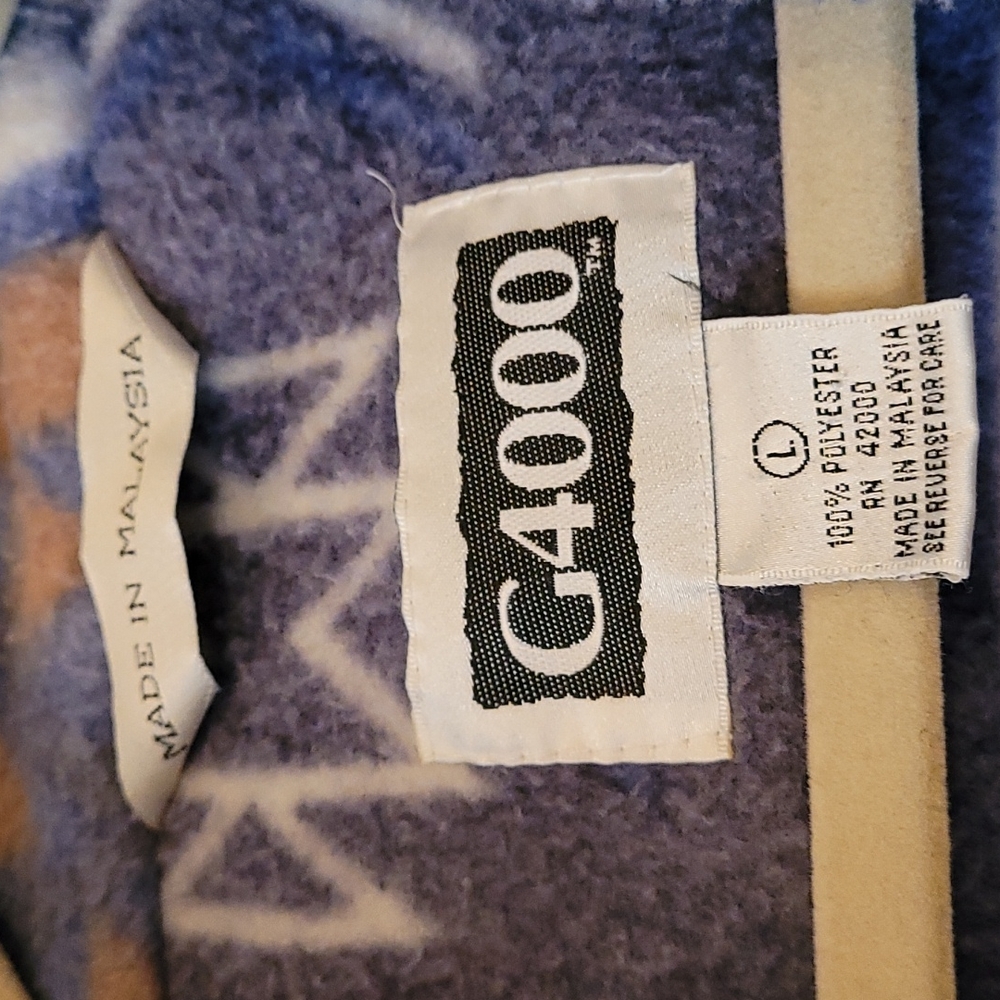 MADE IN MALAYSIA
G4000™
L
100% POLYESTER
RN 42000
MADE IN MALAYSIA
SEE REVERSE FOR CARE